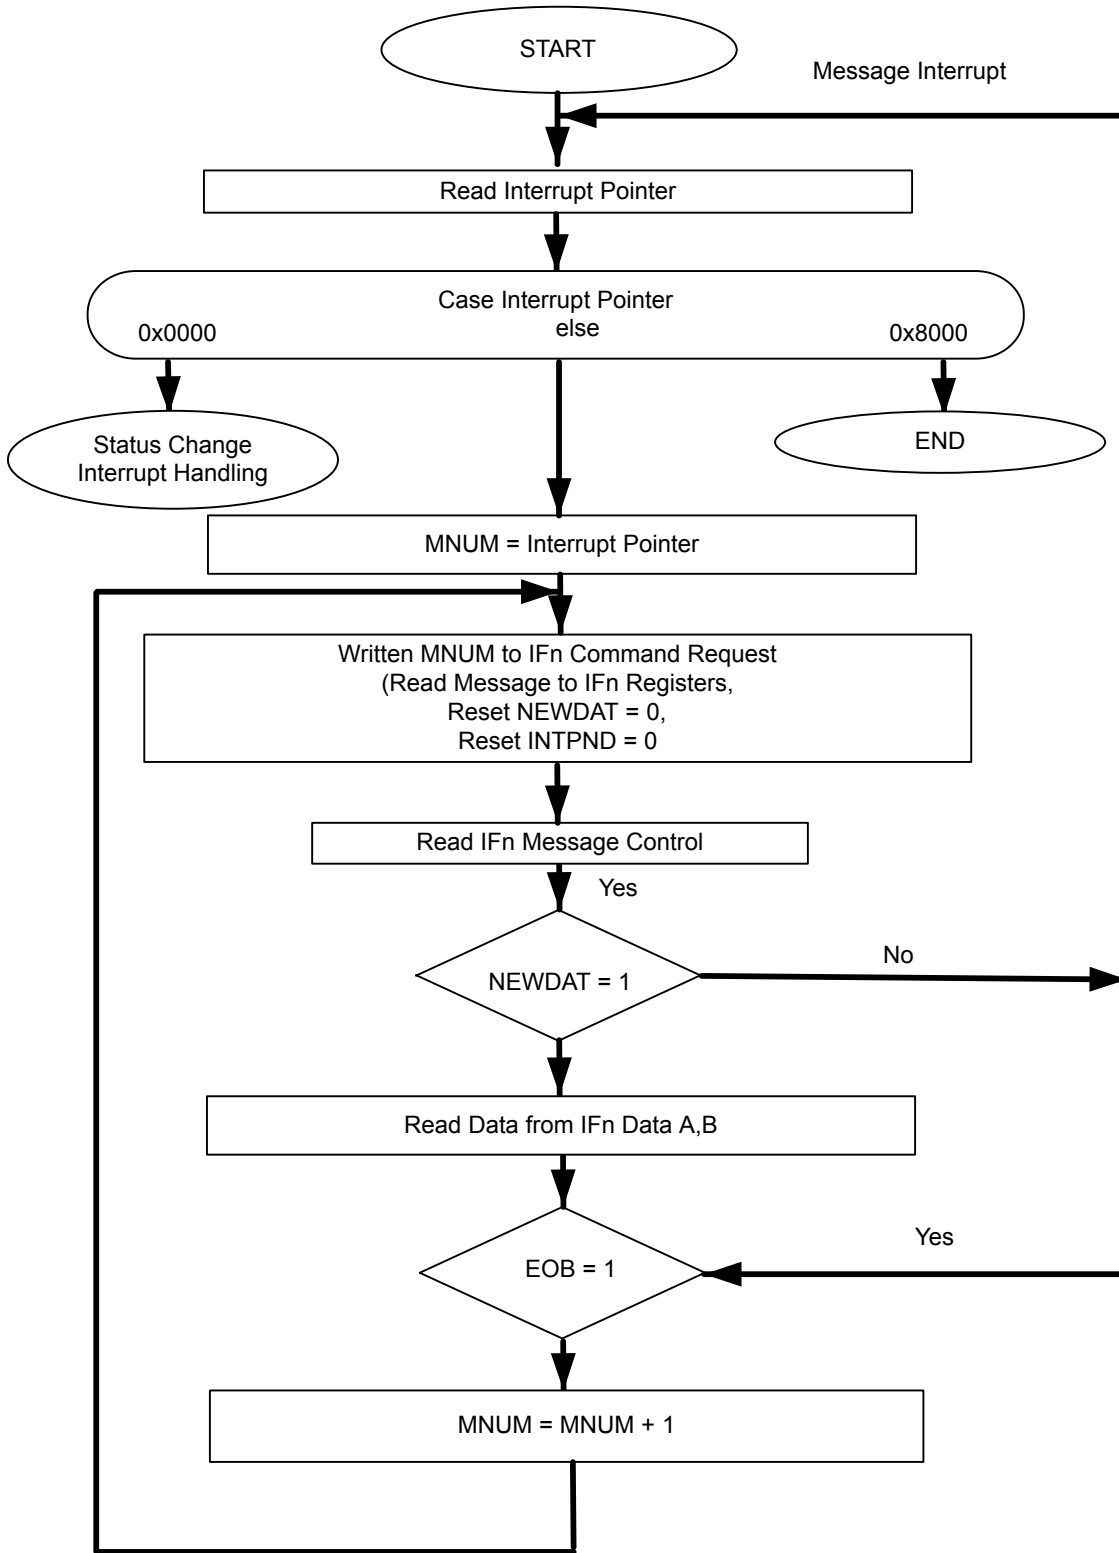 START
Message Interrupt
Read Interrupt Pointer
Case Interrupt Pointer
else
0x0000
0x8000
Status Change
Interrupt Handling
END
MNUM = Interrupt Pointer
Written MNUM to IFn Command Request
(Read Message to IFn Registers,
Reset NEWDAT = 0,
Reset INTPND = 0
Read IFn Message Control
Yes
NEWDAT = 1
No
Read Data from IFn Data A,B
EOB = 1
Yes
MNUM = MNUM + 1